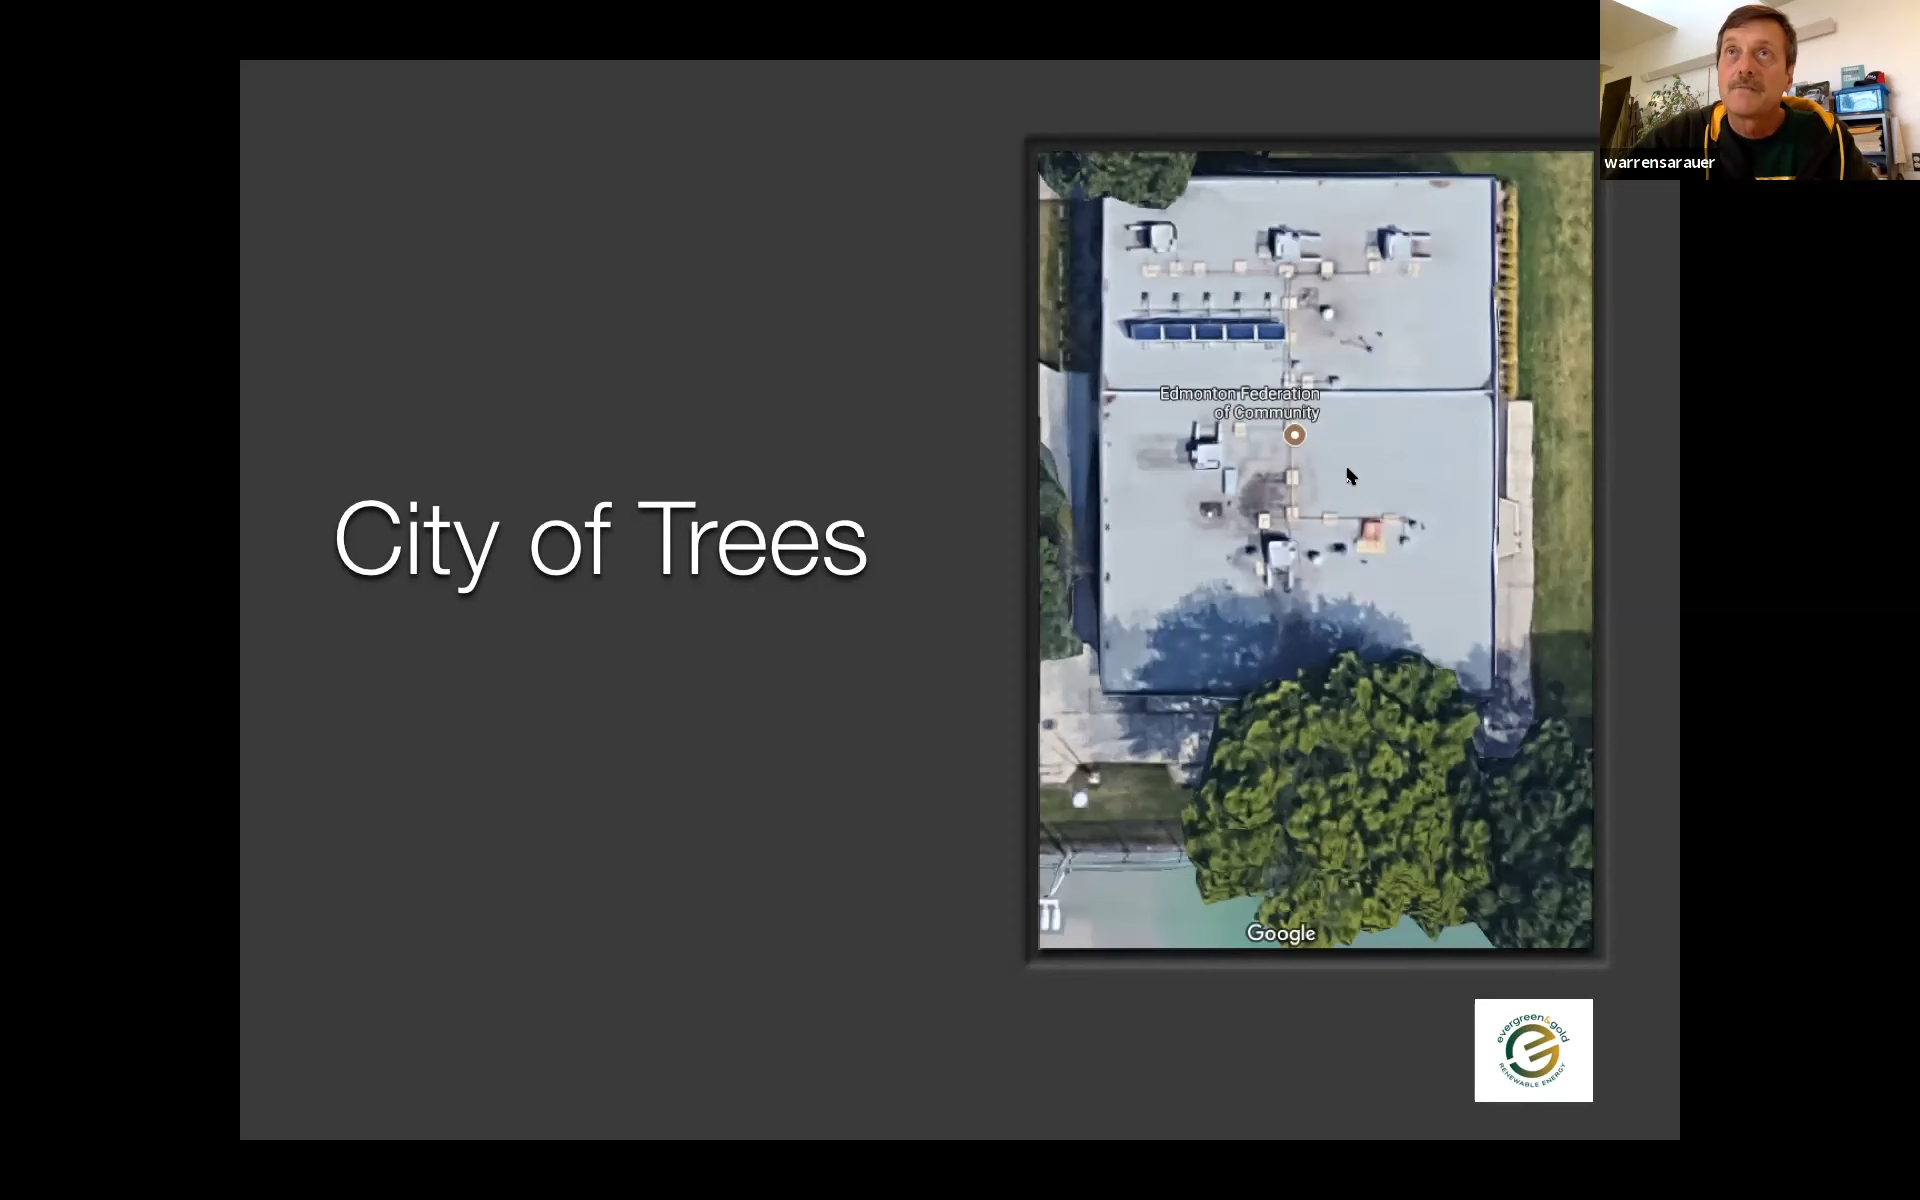 warrensarauer
City of Trees
Edmonton Federation
of Community
Google
evergreen&gold
RENEWABLE ENERGY